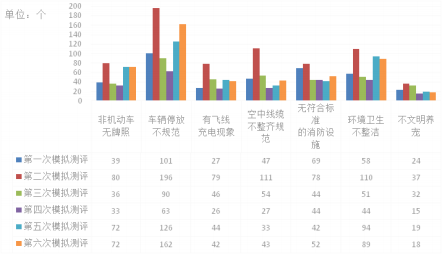 单位：个
200
180
160
140
120
100
80
60
40
20
0
非机动车无牌照 车辆停放不规范 有飞线充电现象 空中线缆不整齐规范 无符合标准的消防设施 环境卫生不整洁 不文明养宠
第一次模拟测评 39 101 27 47 69 58 24
第二次模拟测评 80 196 79 111 78 110 37
第三次模拟测评 36 90 46 54 44 51 32
第四次模拟测评 33 63 26 27 44 44 15
第五次模拟测评 72 126 44 33 42 94 19
第六次模拟测评 72 162 42 43 52 89 18